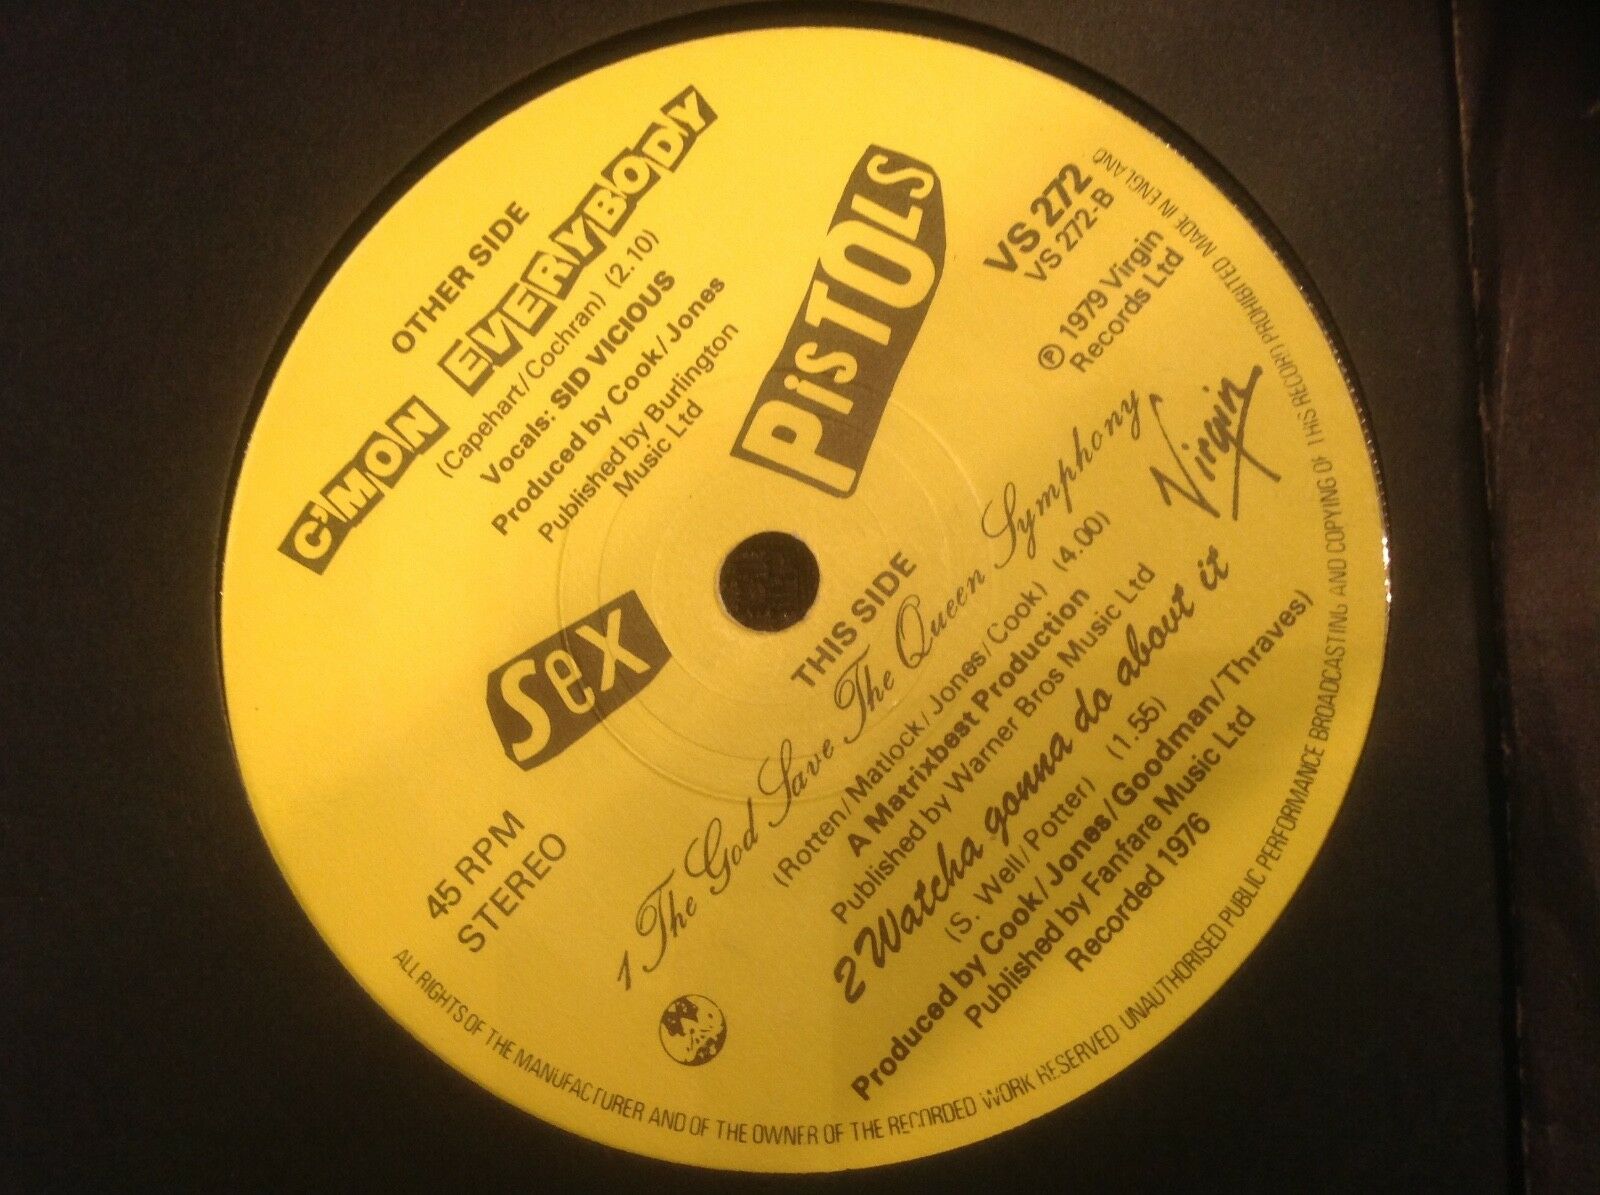 OTHER SIDE
C'MON EVERYBODY
(Capehart/Cochran) (2.10)
Vocals: SID VICIOUS
Produced by Cook/Jones
Published by Burlington
Music Ltd
SeX
PiSTOLS
45 RPM
STEREO
VS 272
VS 272-B
℗ 1979 Virgin
Records Ltd
Virgin
THIS SIDE
1 The God Save The Queen Symphony
(Rotten/Matlock/Jones/Cook) (4.00)
A Matrixbest Production
Published by Warner Bros Music Ltd
2 Watcha gonna do about it
(S. Well/Potter) (1.55)
Produced by Cook/Jones/Goodman/Thraves)
Published by Fanfare Music Ltd
Recorded 1976
ALL RIGHTS OF THE MANUFACTURER AND OF THE OWNER OF THE RECORDED WORK RESERVED UNAUTHORISED PUBLIC PERFORMANCE BROADCASTING AND COPYING OF THIS RECORD PROHIBITED MADE IN ENGLAND